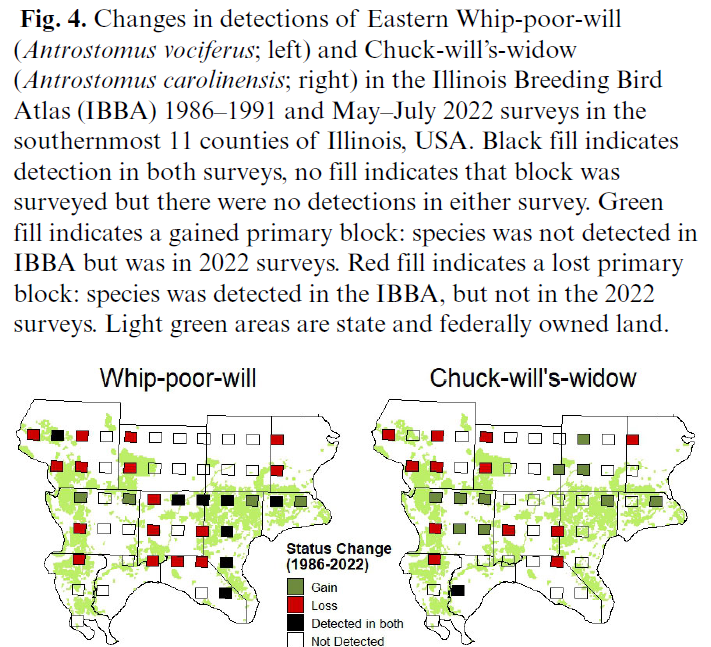 Fig. 4. Changes in detections of Eastern Whip-poor-will
(Antrostomus vociferus; left) and Chuck-will’s-widow
(Antrostomus carolinensis; right) in the Illinois Breeding Bird
Atlas (IBBA) 1986–1991 and May–July 2022 surveys in the
southernmost 11 counties of Illinois, USA. Black fill indicates
detection in both surveys, no fill indicates that block was
surveyed but there were no detections in either survey. Green
fill indicates a gained primary block: species was not detected in
IBBA but was in 2022 surveys. Red fill indicates a lost primary
block: species was detected in the IBBA, but not in the 2022
surveys. Light green areas are state and federally owned land.
Whip-poor-will
Chuck-will's-widow
Status Change
(1986-2022)
Gain
Loss
Detected in both
Not Detected